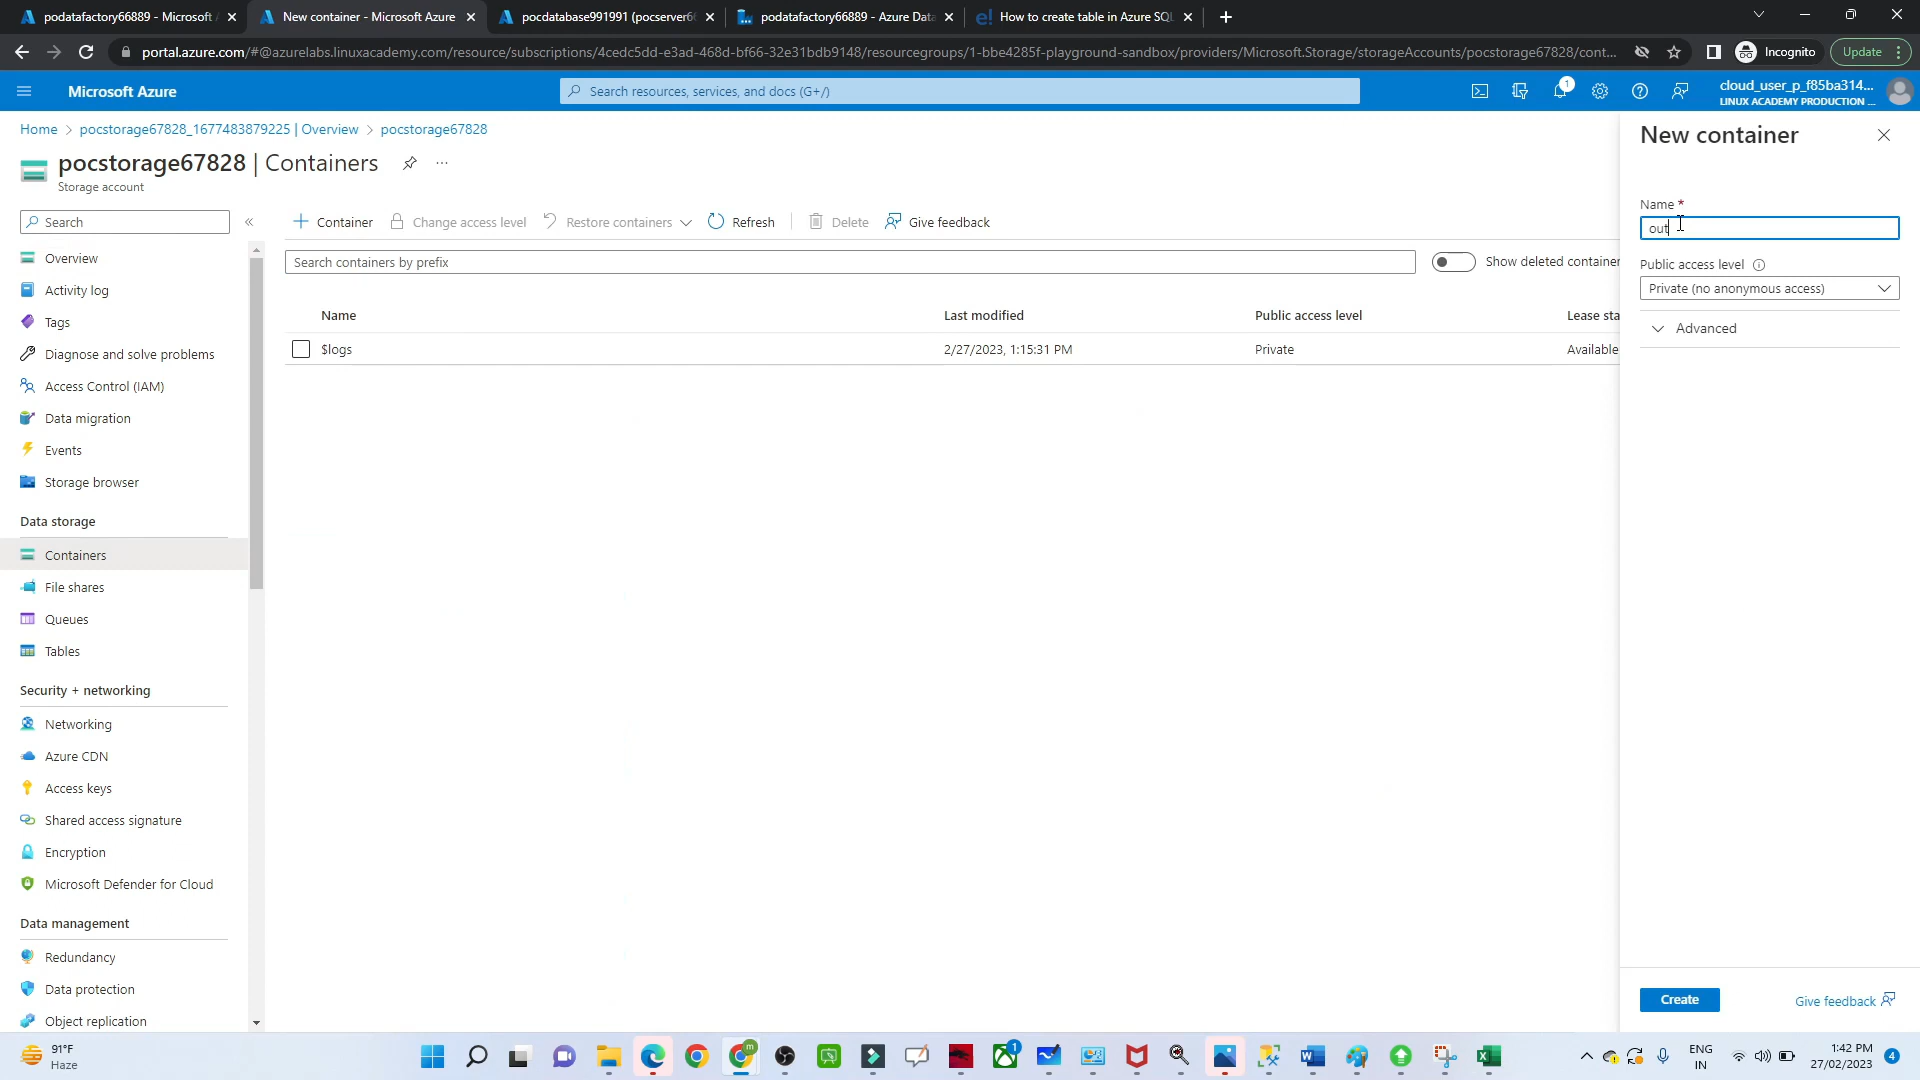 podatafactory66889 - Microsoft
New container - Microsoft Azure
pocdatabase991991 (pocserver6
podatafactory66889 - Azure Data
How to create table in Azure SQL
portal.azure.com/#@azurelabs.linuxacademy.com/resource/subscriptions/4cedc5dd-e3ad-468d-bf66-32e31bdb9148/resourcegroups/1-bbe4285f-playground-sandbox/providers/Microsoft.Storage/storageAccounts/pocstorage67828/cont...
Incognito
Update
Microsoft Azure
Search resources, services, and docs (G+/)
1
cloud_user_p_f85ba314...
LINUX ACADEMY PRODUCTION ...
Home > pocstorage67828_1677483879225 | Overview > pocstorage67828
pocstorage67828 | Containers
Storage account
Search
Container
Change access level
Restore containers
Refresh
Delete
Give feedback
Search containers by prefix
Show deleted container
Name
Last modified
Public access level
Lease sta
$logs
2/27/2023, 1:15:31 PM
Private
Available
Overview
Activity log
Tags
Diagnose and solve problems
Access Control (IAM)
Data migration
Events
Storage browser
Data storage
Containers
File shares
Queues
Tables
Security + networking
Networking
Azure CDN
Access keys
Shared access signature
Encryption
Microsoft Defender for Cloud
Data management
Redundancy
Data protection
Object replication
New container
Name *
out
Public access level
Private (no anonymous access)
Advanced
Create
Give feedback
91°F
Haze
m
1
ENG
IN
1:42 PM
27/02/2023
4